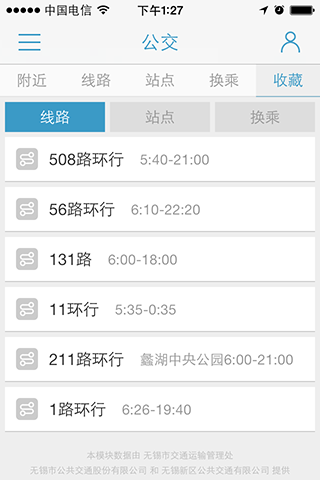 中国电信 下午1:27
公交
附近 线路 站点 换乘 收藏
线路 站点 换乘
508路环行 5:40-21:00
56路环行 6:10-22:20
131路 6:00-18:00
11环行 5:35-0:35
211路环行 蠡湖中央公园6:00-21:00
1路环行 6:26-19:40
本模块数据由 无锡市交通运输管理处
无锡市公共交通股份有限公司 和 无锡新区公共交通有限公司 提供